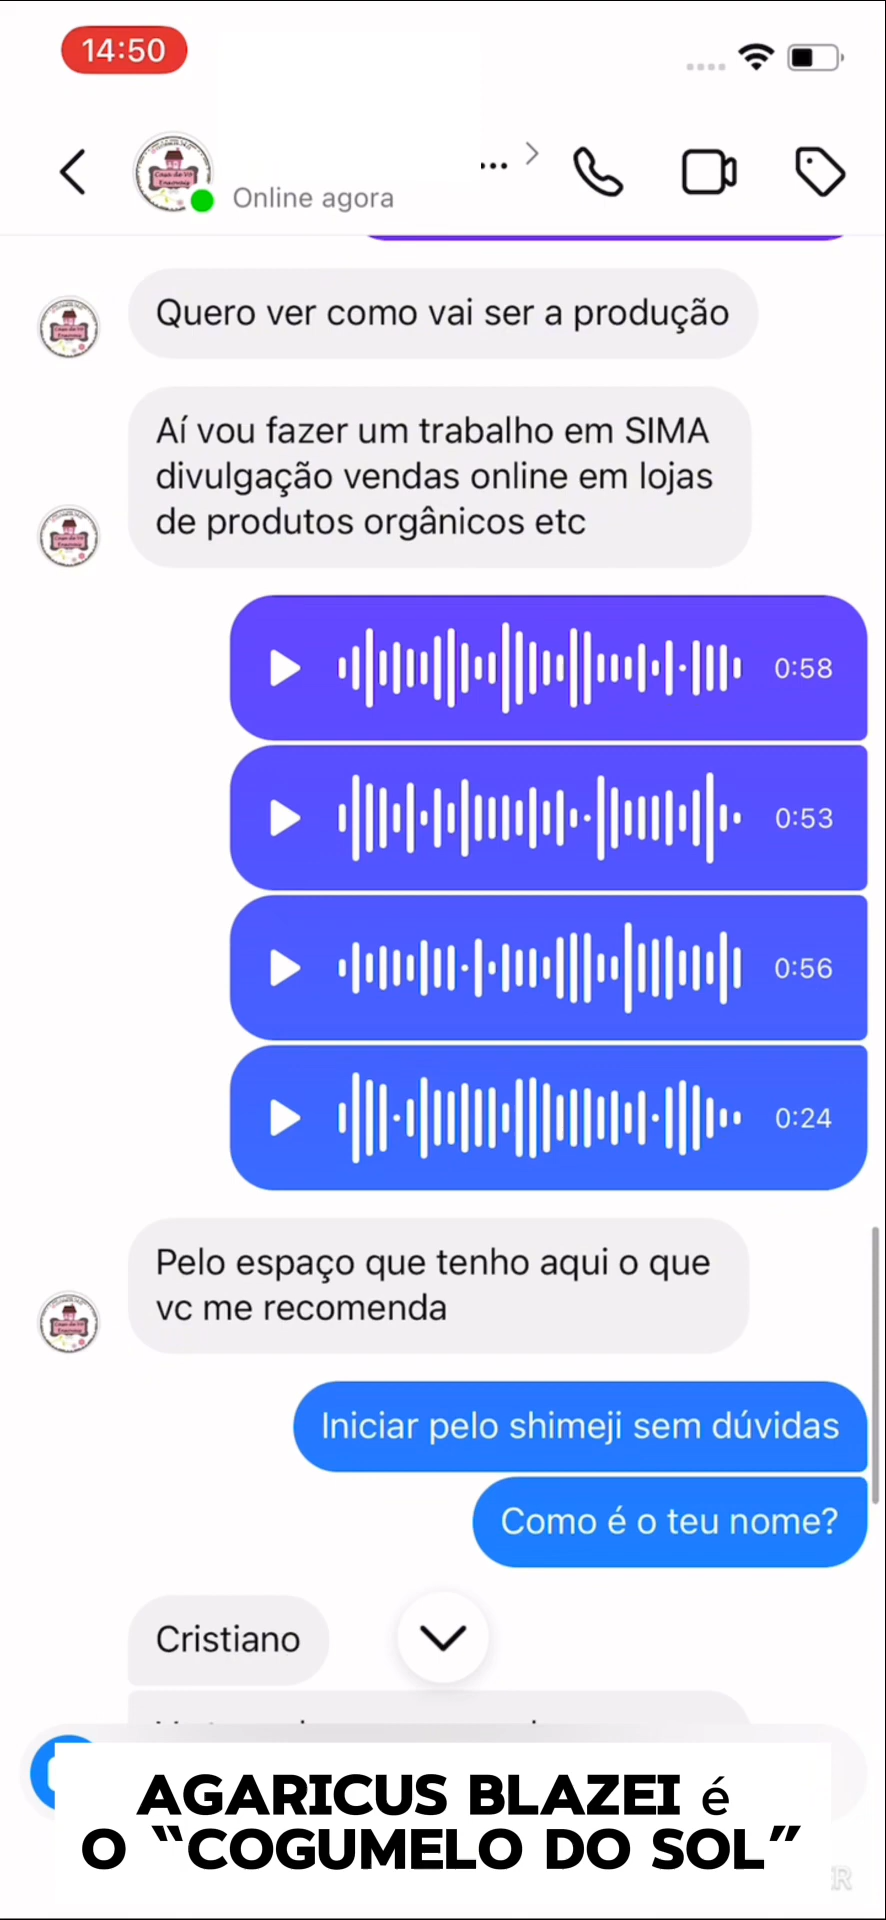 14:50
...
Online agora
Quero ver como vai ser a produção
Aí vou fazer um trabalho em SIMA
divulgação vendas online em lojas
de produtos orgânicos etc
0:58
0:53
0:56
0:24
Pelo espaço que tenho aqui o que
vc me recomenda
Iniciar pelo shimeji sem dúvidas
Como é o teu nome?
Cristiano
AGARICUS BLAZEI é
O “COGUMELO DO SOL”